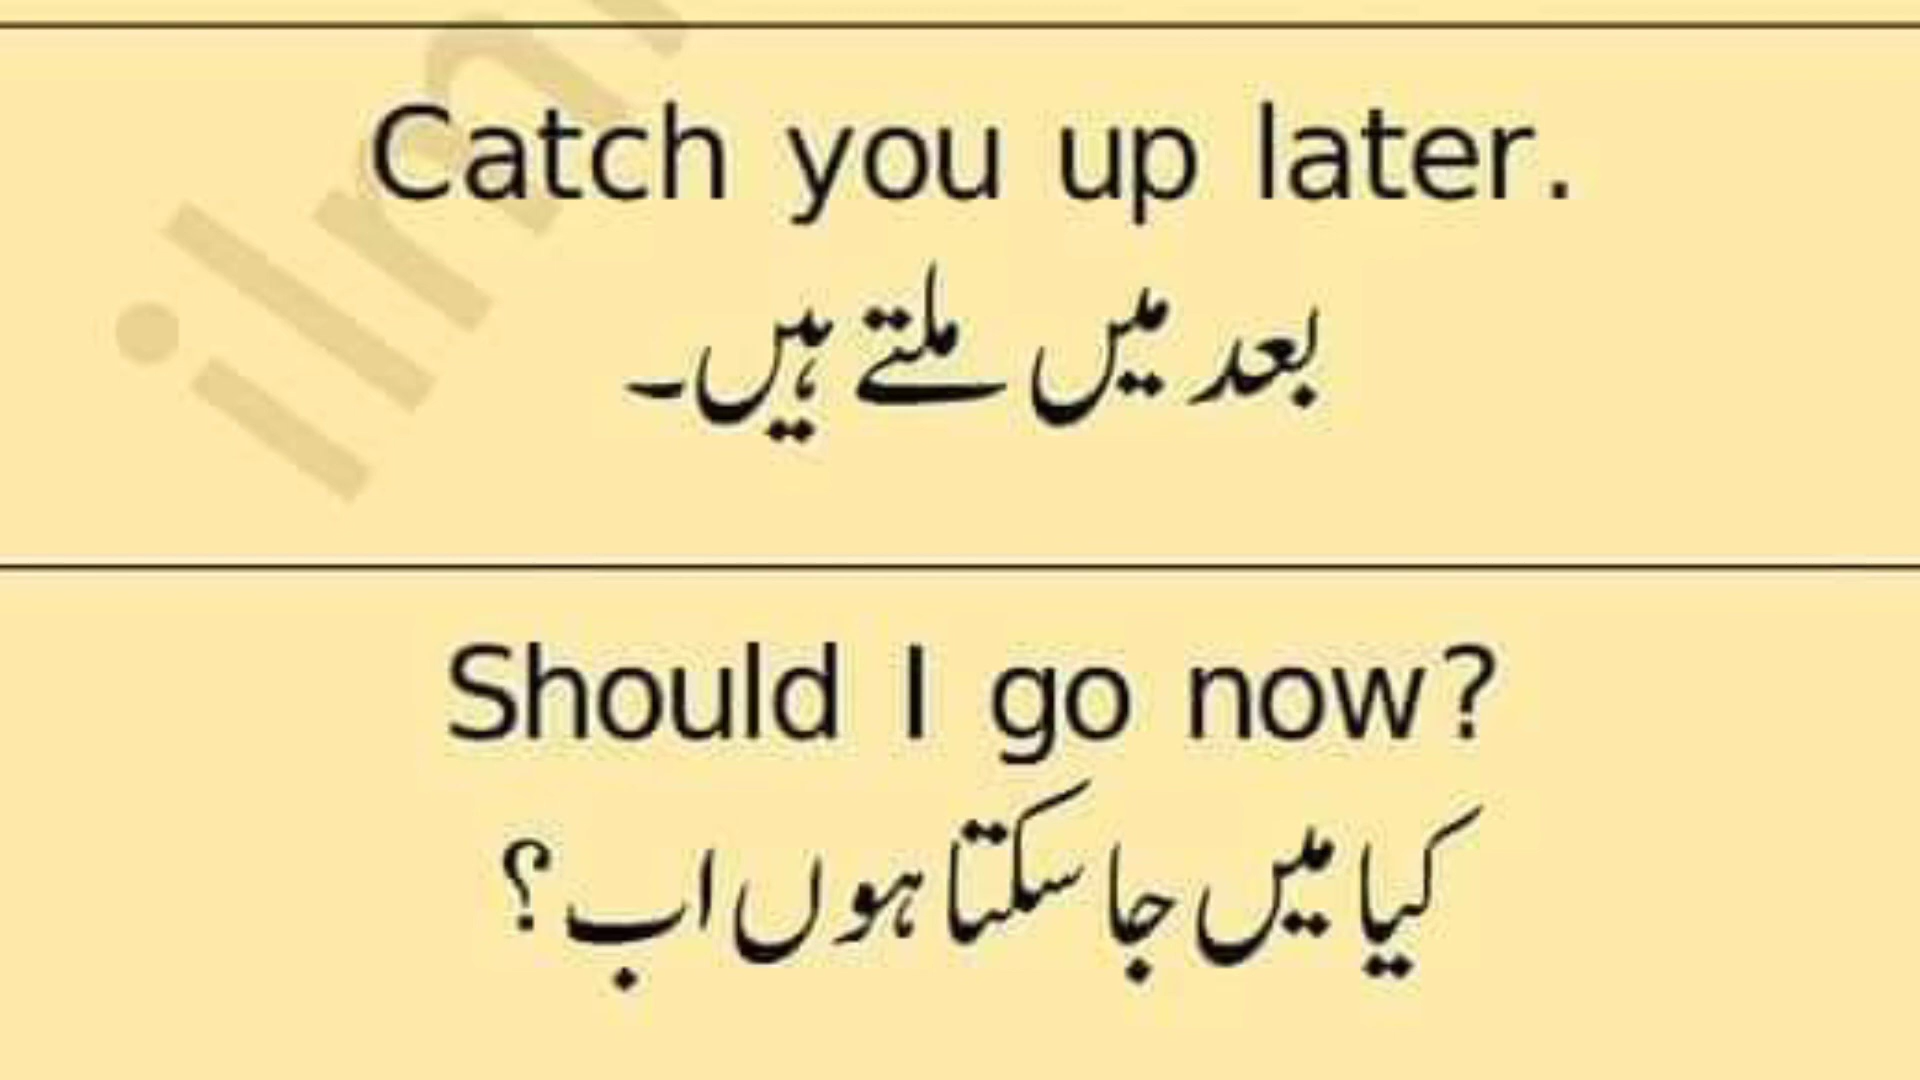 Catch you up later.
بعد میں ملتے ہیں۔
Should I go now?
کیا میں جا سکتا ہوں اب؟